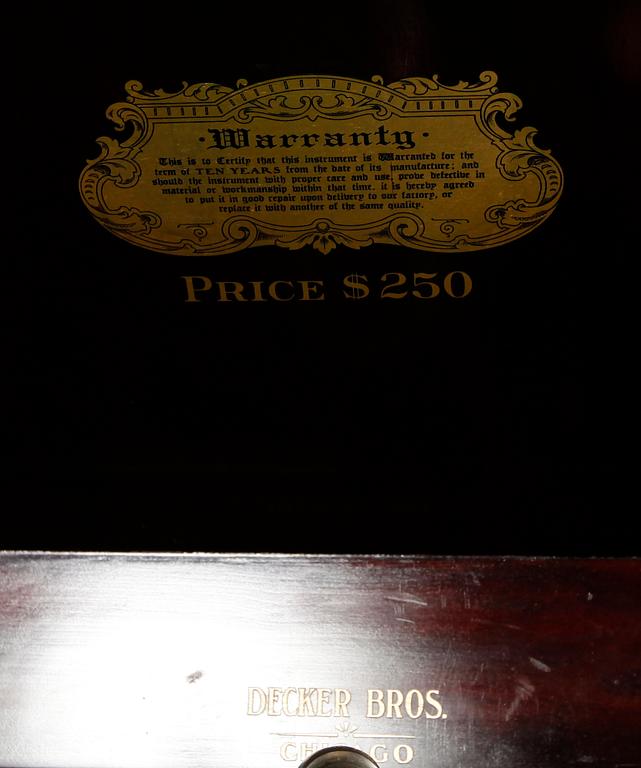 ·Warranty·
This is to Certify that this instrument is Warranted for the
term of TEN YEARS from the date of its manufacture; and
should the instrument with proper care and use, prove defective in
material or workmanship within that time, it is hereby agreed
to put it in good repair upon delivery to our factory, or
replace it with another of the same quality.
PRICE $250
DECKER BROS.